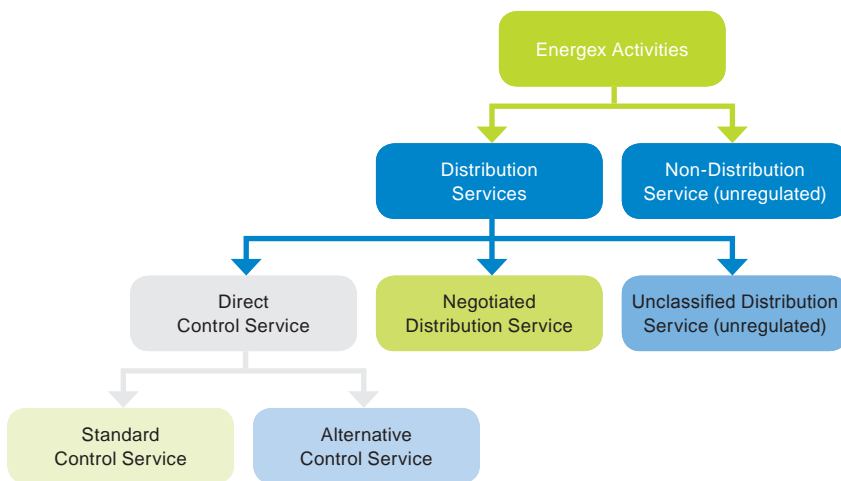 Energex Activities
Distribution
Services
Non-Distribution
Service (unregulated)
Direct
Control Service
Negotiated
Distribution Service
Unclassified Distribution
Service (unregulated)
Standard
Control Service
Alternative
Control Service